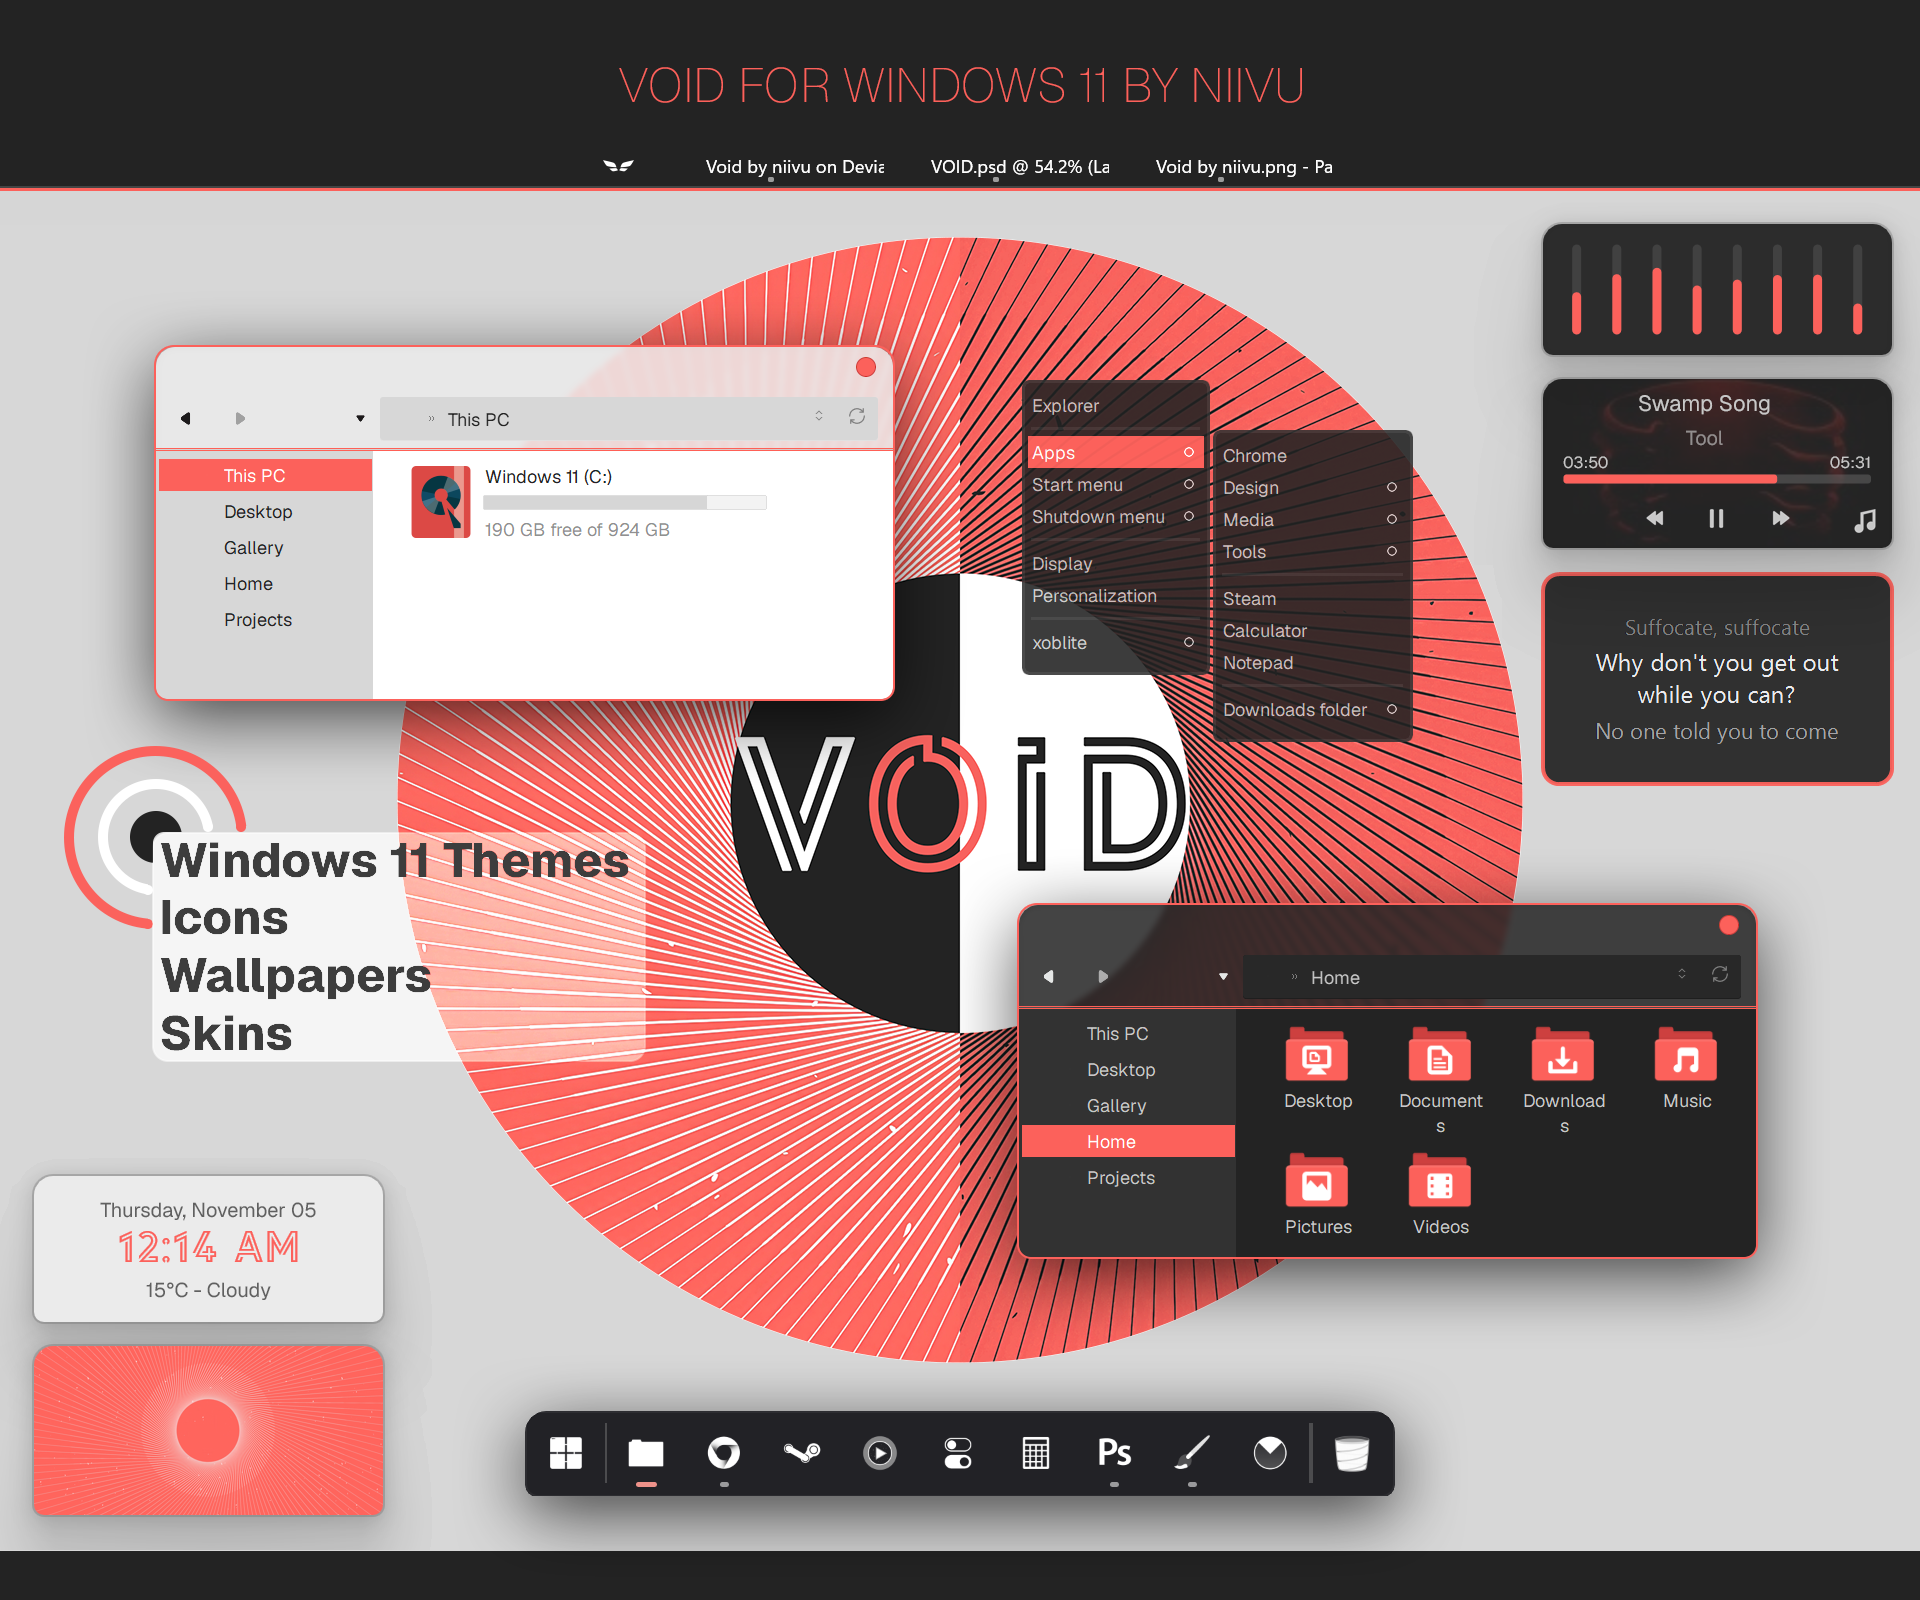 VOID FOR WINDOWS 11 BY NIIVU
Void by niivu on Devia
VOID.psd @ 54.2% (La
Void by niivu.png - Pa
This PC
This PC
Desktop
Gallery
Home
Projects
Windows 11 (C:)
190 GB free of 924 GB
Explorer
Apps
Start menu
Shutdown menu
Display
Personalization
xoblite
Chrome
Design
Media
Tools
Steam
Calculator
Notepad
Downloads folder
Swamp Song
Tool
03:50
05:31
Suffocate, suffocate
Why don't you get out
while you can?
No one told you to come
VOID
Windows 11 Themes
Icons
Wallpapers
Skins
Home
This PC
Desktop
Gallery
Home
Projects
Desktop
Document
s
Download
s
Music
Pictures
Videos
Thursday, November 05
12:14 AM
15°C - Cloudy
Ps